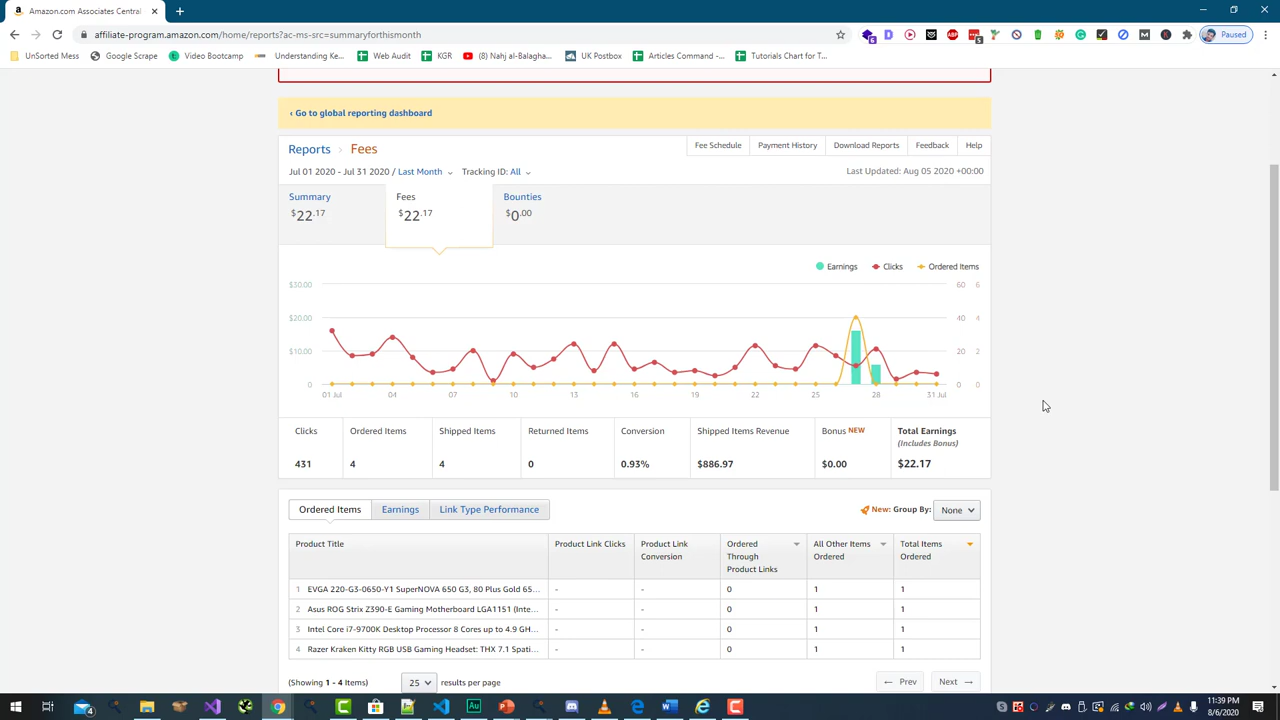 Amazon.com Associates Central
affiliate-program.amazon.com/home/reports?ac-ms-src=summaryforthismonth
Paused
UnSorted Mess
Google Scrape
Video Bootcamp
Understanding Ke...
Web Audit
KGR
(8) Nahj al-Balagha...
UK Postbox
Articles Command -...
Tutorials Chart for T...
‹ Go to global reporting dashboard
Reports › Fees
Fee Schedule
Payment History
Download Reports
Feedback
Help
Jul 01 2020 - Jul 31 2020 / Last Month
Tracking ID: All
Last Updated: Aug 05 2020 +00:00
Summary
$22.17
Fees
$22.17
Bounties
$0.00
Earnings
Clicks
Ordered Items
$30.00 60 6
$20.00 40 4
$10.00 20 2
0 0 0
01 Jul 04 07 10 13 16 19 22 25 28 31 Jul
Clicks
431
Ordered Items
4
Shipped Items
4
Returned Items
0
Conversion
0.93%
Shipped Items Revenue
$886.97
Bonus NEW
$0.00
Total Earnings
(Includes Bonus)
$22.17
Ordered Items
Earnings
Link Type Performance
New: Group By: None
Product Title
Product Link Clicks
Product Link
Conversion
Ordered
Through
Product Links
All Other Items
Ordered
Total Items
Ordered
1 EVGA 220-G3-0650-Y1 SuperNOVA 650 G3, 80 Plus Gold 65... - - 0 1 1
2 Asus ROG Strix Z390-E Gaming Motherboard LGA1151 (Inte... - - 0 1 1
3 Intel Core i7-9700K Desktop Processor 8 Cores up to 4.9 GH... - - 0 1 1
4 Razer Kraken Kitty RGB USB Gaming Headset: THX 7.1 Spati... - - 0 1 1
(Showing 1 - 4 Items)
25
results per page
← Prev
Next →
11:39 PM
8/6/2020